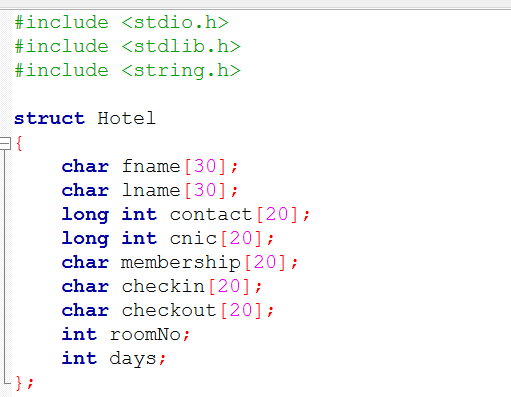 #include <stdio.h>
#include <stdlib.h>
#include <string.h>
struct Hotel
{
    char fname[30];
    char lname[30];
    long int contact[20];
    long int cnic[20];
    char membership[20];
    char checkin[20];
    char checkout[20];
    int roomNo;
    int days;
};